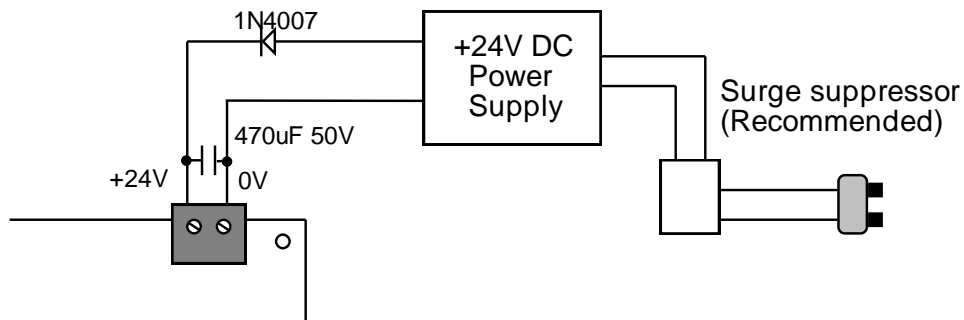 1N4007
+24V DC
Power
Supply
Surge suppressor
(Recommended)
470uF 50V
+24V
0V